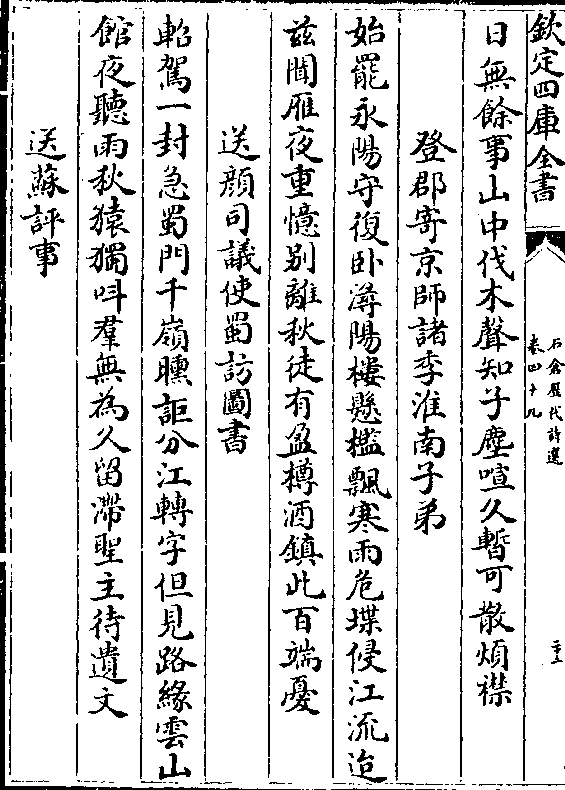 欽定四庫全書
石倉歷代詩選
卷四十九
日無餘事山中伐木聲知子塵喧久暫可散煩襟
登郡寄京師諸季淮南子弟
始罷永陽守復卧潯陽樓懸檻飄寒雨危堞侵江流迨
兹聞雁夜重憶别離秋徒有盈樽酒鎮此百端憂
送顔司議使蜀訪圖書
軺駕一封急蜀門千嶺曛詎分江轉字但見路緣雲山
館夜聽雨秋猿獨叫羣無為久留滯聖主待遺文
送蘇評事